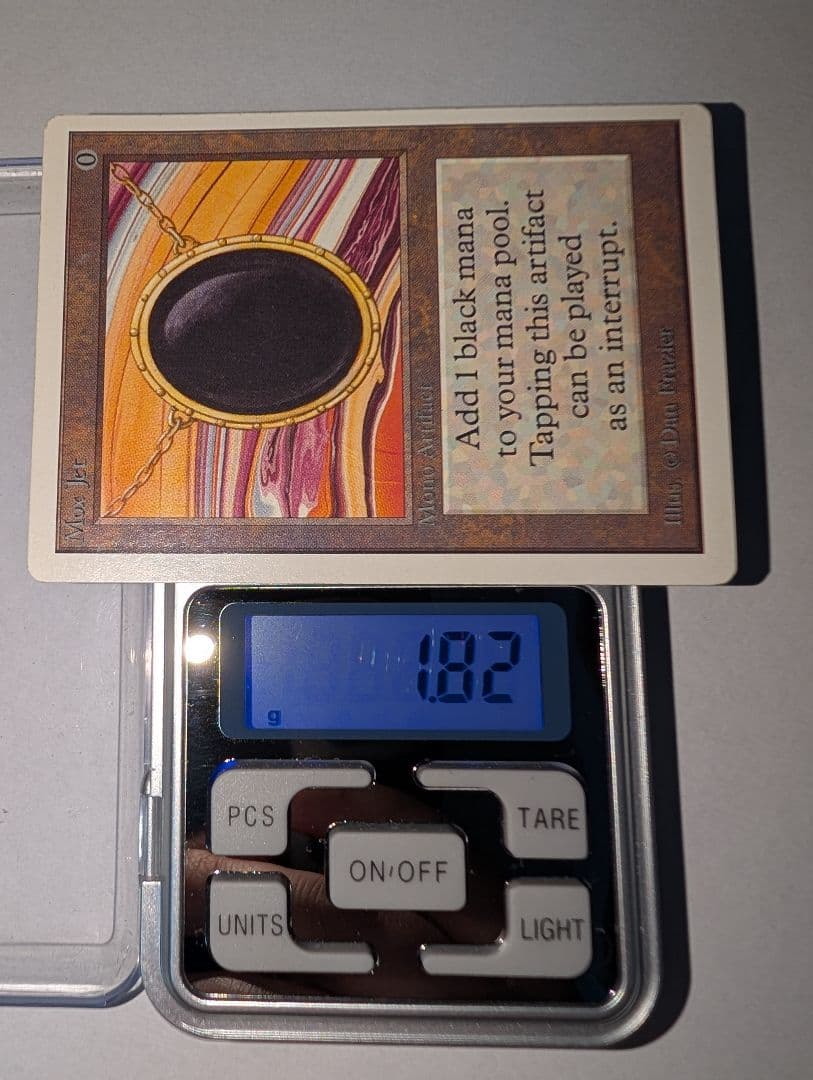 Mox Jet
0
Mono Artifact
Add 1 black mana
to your mana pool.
Tapping this artifact
can be played
as an interrupt.
Illus. © Dan Frazier
1.82
g
PCS
TARE
ON/OFF
UNITS
LIGHT